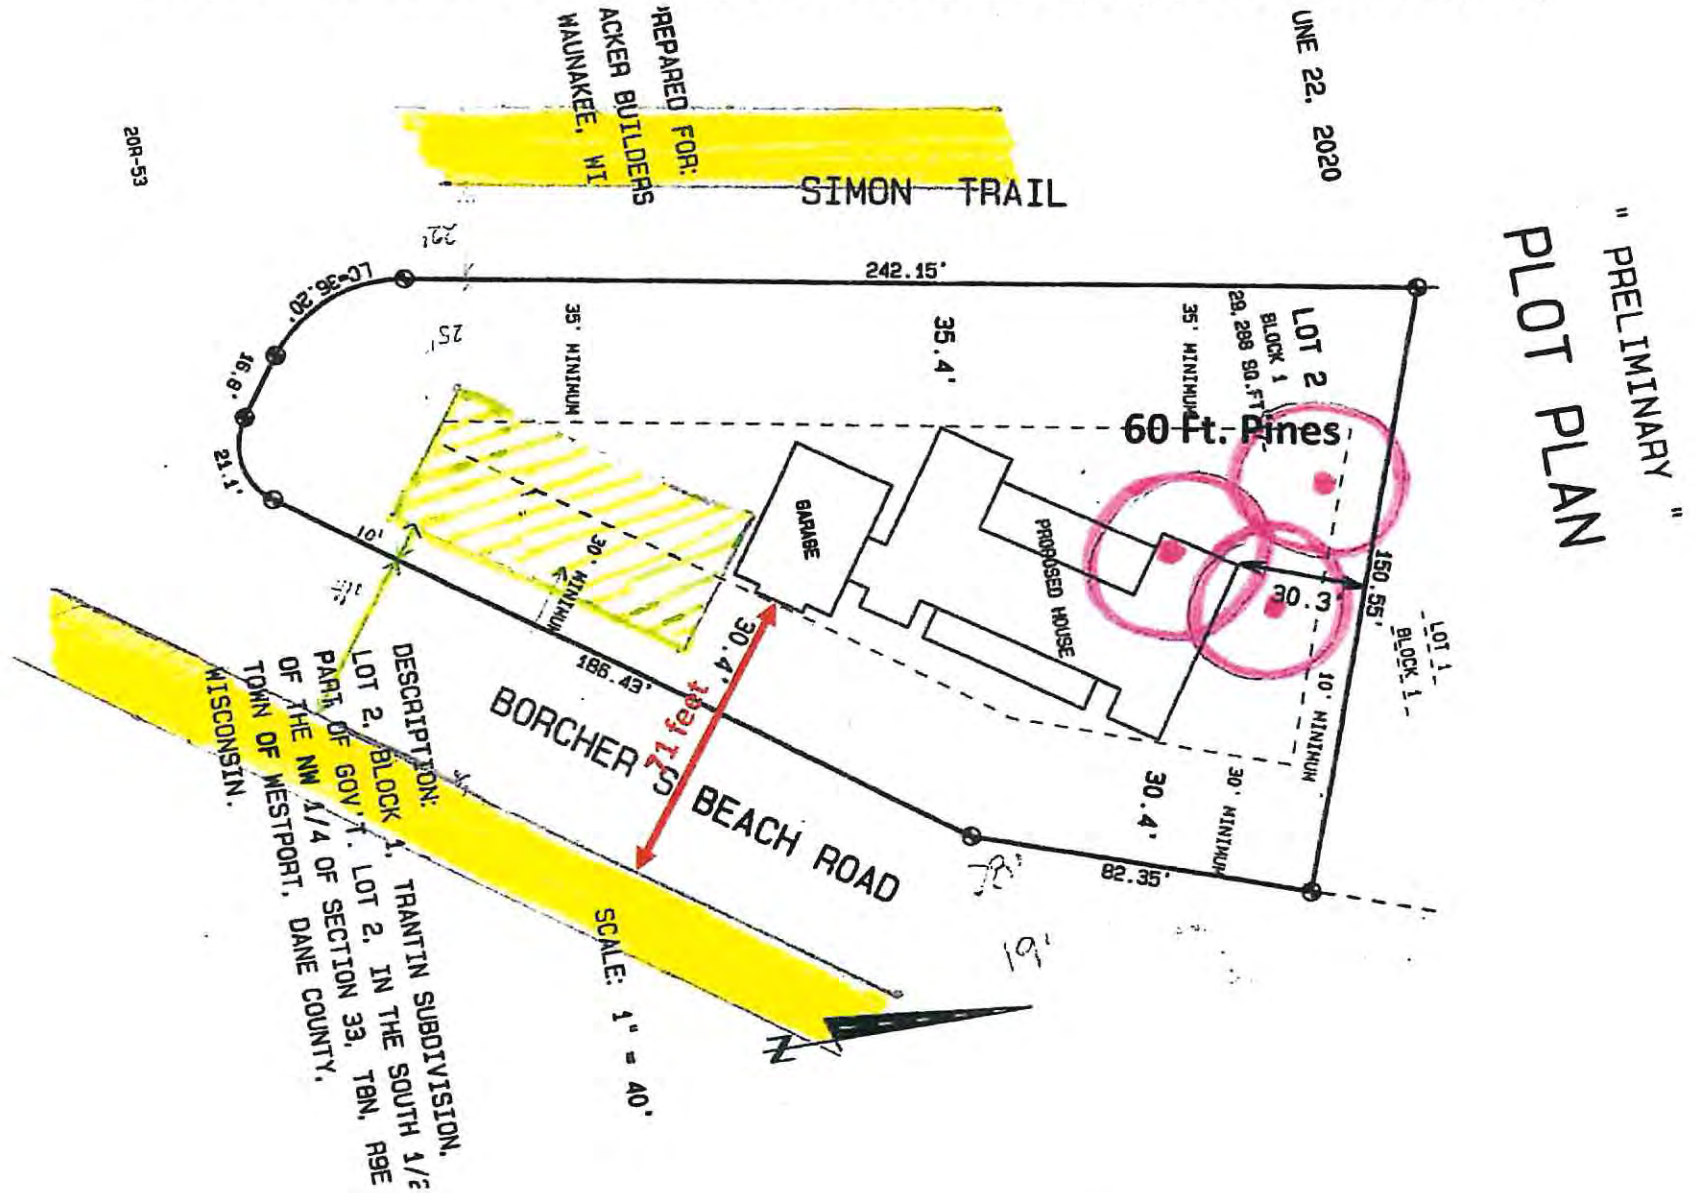 " PRELIMINARY "
PLOT PLAN
UNE 22, 2020
REPARED FOR:
ACKER BUILDERS
WAUNAKEE, WI
20R-53
SIMON TRAIL
22'
25'
242.15'
LC=36.20'
16.8'
21.1'
35' MINIMUM
35.4'
35' MINIMUM
LOT 2
BLOCK 1
29,288 SQ.FT.
60 Ft. Pines
GARAGE
PROPOSED HOUSE
30.3'
150.55'
LOT 1
BLOCK 1
10' MINIMUM
30' MINIMUM
30.4'
82.35'
10'
30' MINIMUM
30.4'
71 feet
186.43'
BORCHER'S BEACH ROAD
19'
N
SCALE: 1" = 40'
DESCRIPTION:
LOT 2, BLOCK 1, TRANTIN SUBDIVISION,
PART OF GOV'T. LOT 2, IN THE SOUTH 1/2
OF THE NW 1/4 OF SECTION 33, T8N, R9E
TOWN OF WESTPORT, DANE COUNTY,
WISCONSIN.